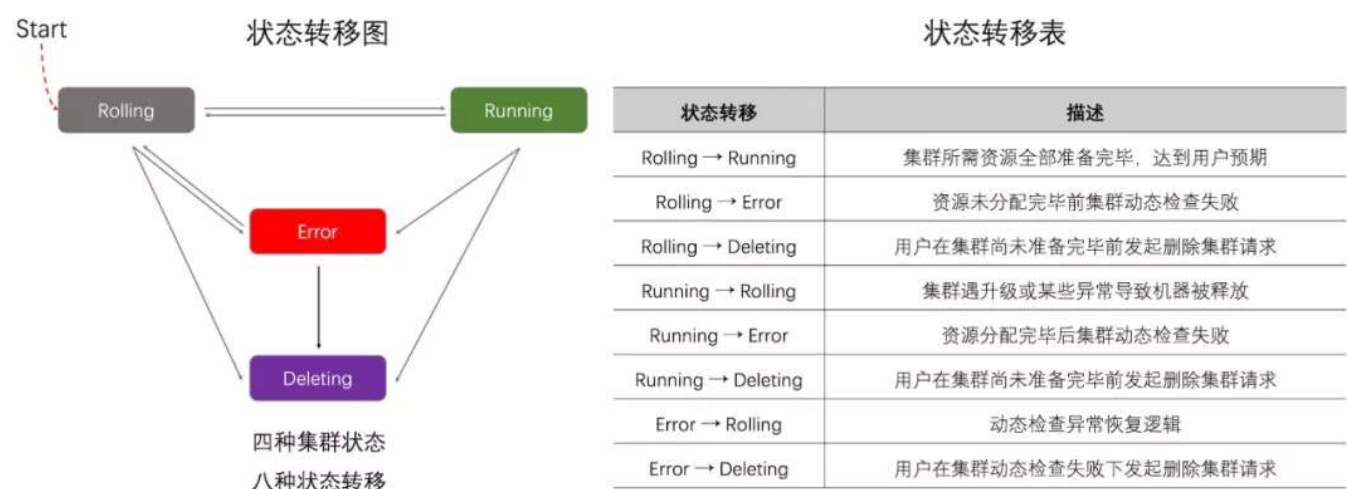 Start
状态转移图
Rolling
Running
Error
Deleting
四种集群状态
八种状态转移
状态转移表
状态转移 描述
Rolling → Running 集群所需资源全部准备完毕，达到用户预期
Rolling → Error 资源未分配完毕前集群动态检查失败
Rolling → Deleting 用户在集群尚未准备完毕前发起删除集群请求
Running → Rolling 集群遇升级或某些异常导致机器被释放
Running → Error 资源分配完毕后集群动态检查失败
Running → Deleting 用户在集群尚未准备完毕前发起删除集群请求
Error → Rolling 动态检查异常恢复逻辑
Error → Deleting 用户在集群动态检查失败下发起删除集群请求